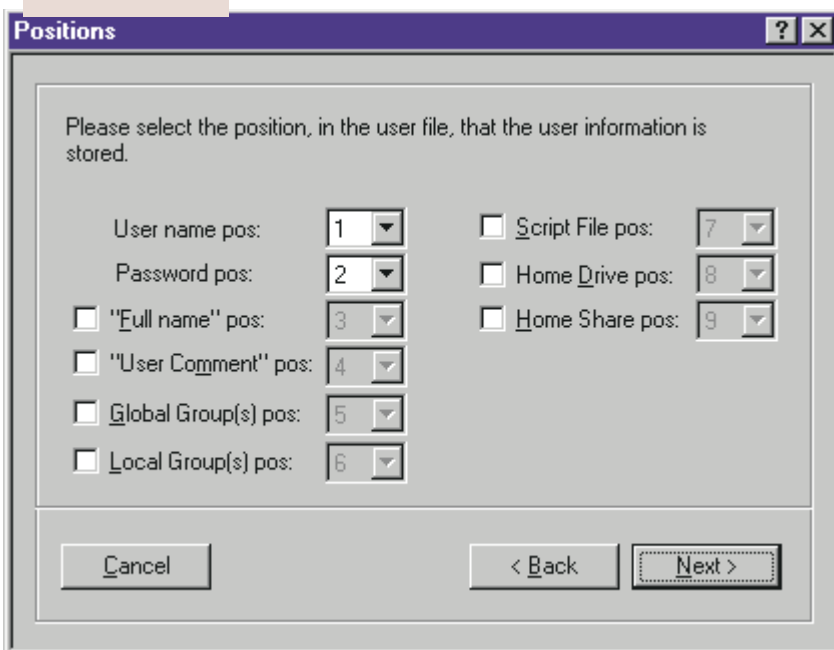 Positions
Please select the position, in the user file, that the user information is
stored.
User name pos: 1
Password pos: 2
"Full name" pos: 3
"User Comment" pos: 4
Global Group(s) pos: 5
Local Group(s) pos: 6
Script File pos: 7
Home Drive pos: 8
Home Share pos: 9
Cancel
< Back
Next >